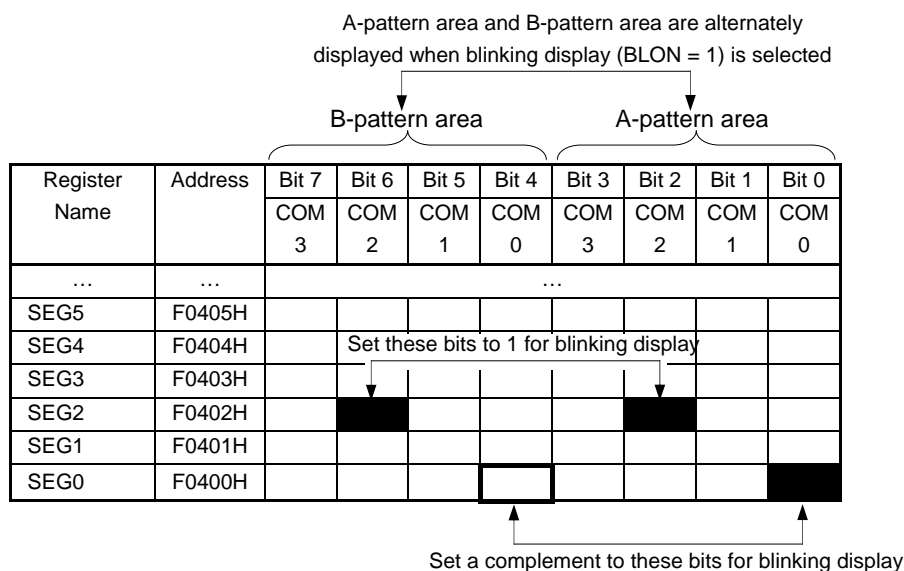 A-pattern area and B-pattern area are alternately
displayed when blinking display (BLON = 1) is selected
B-pattern area A-pattern area
Register Address Bit 7 Bit 6 Bit 5 Bit 4 Bit 3 Bit 2 Bit 1 Bit 0
Name COM COM COM COM COM COM COM COM
3 2 1 0 3 2 1 0
… … …
SEG5 F0405H
SEG4 F0404H Set these bits to 1 for blinking display
SEG3 F0403H
SEG2 F0402H
SEG1 F0401H
SEG0 F0400H
Set a complement to these bits for blinking display